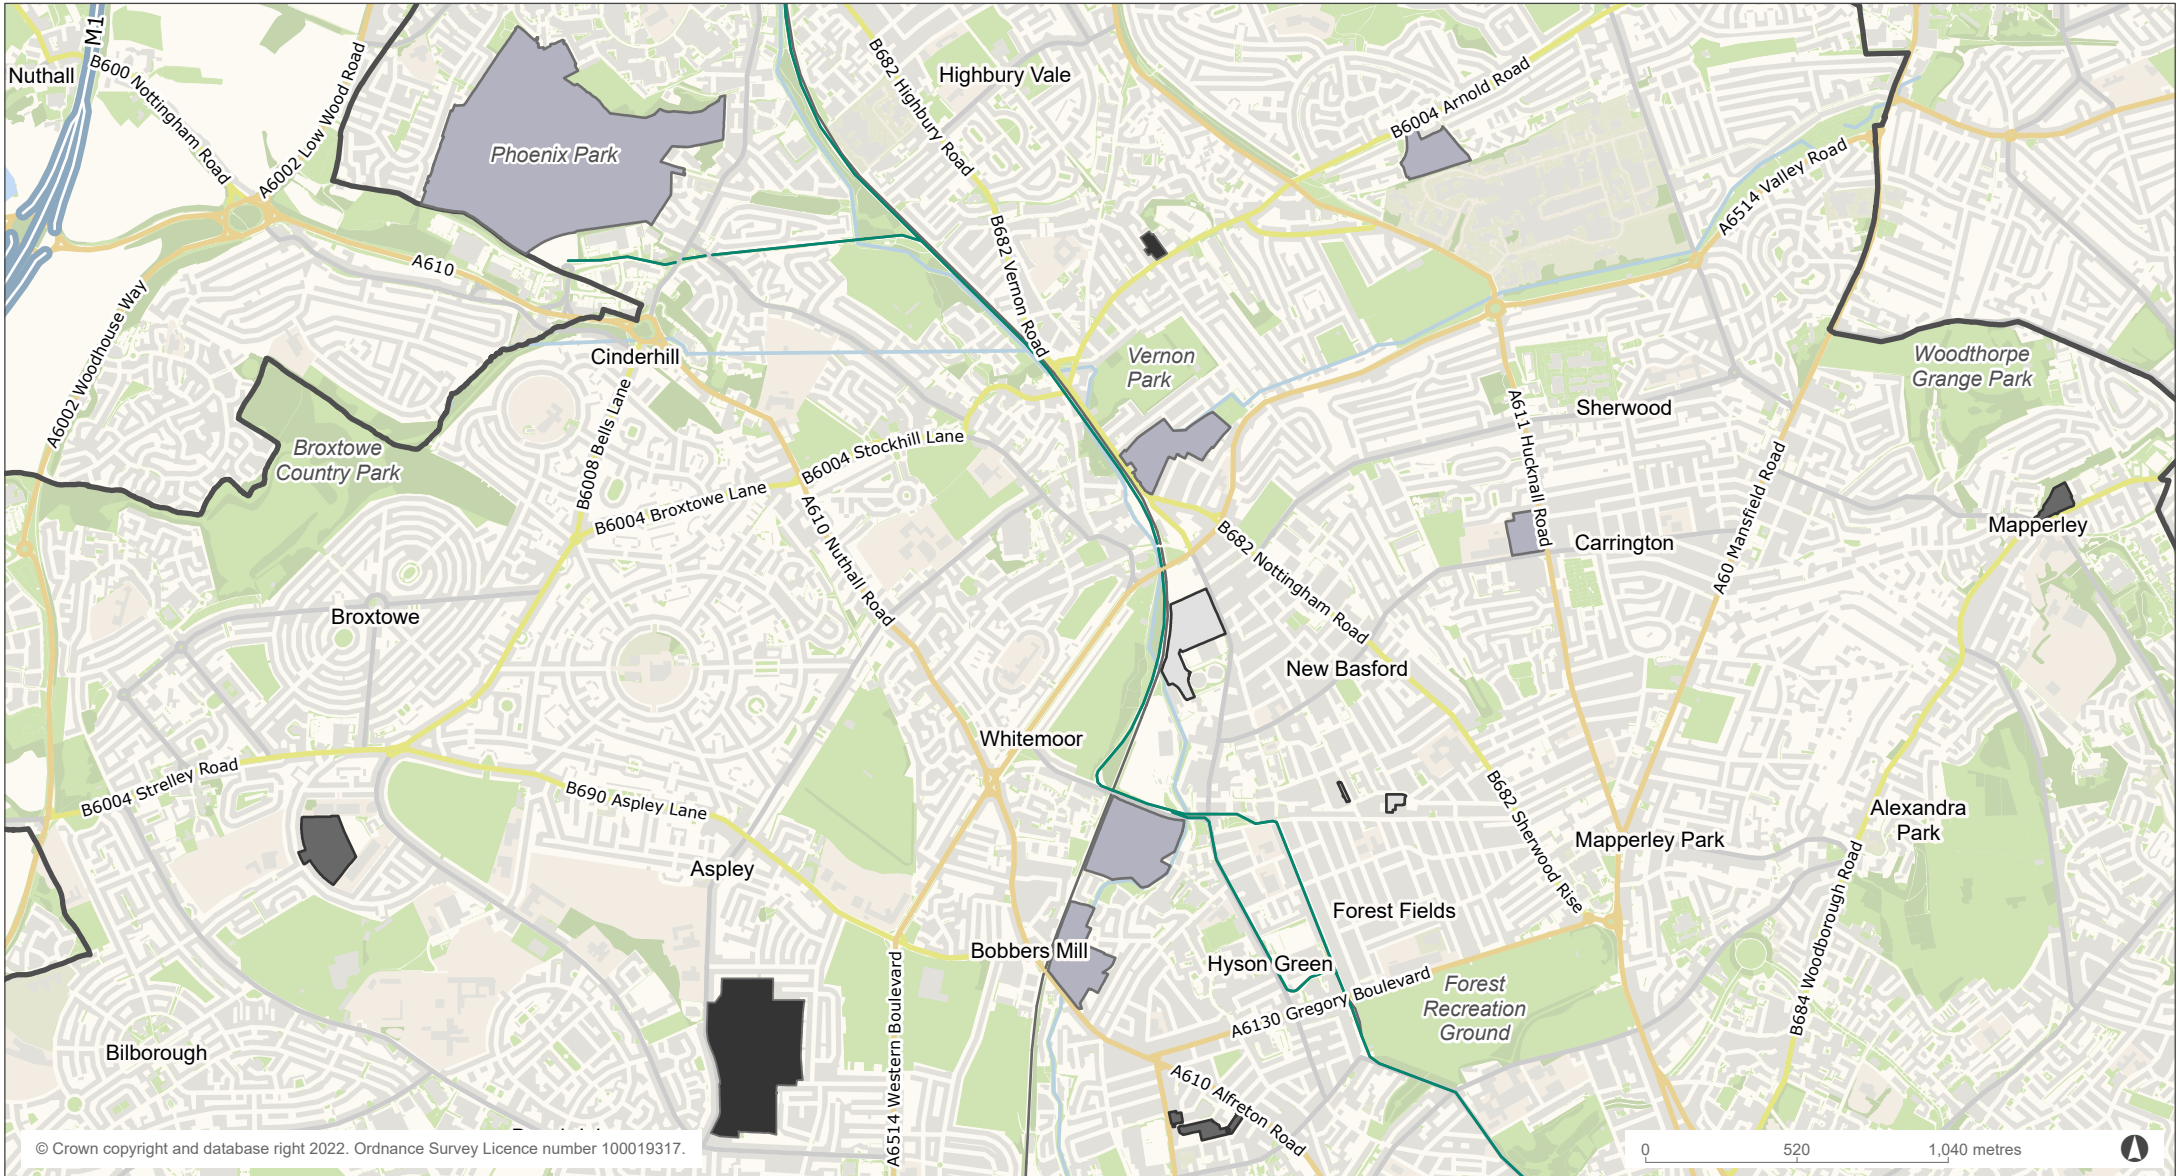 M1
Nuthall
B600 Nottingham Road
A6002 Low Wood Road
Phoenix Park
B682 Highbury Road
Highbury Vale
B6004 Arnold Road
A6514 Valley Road
A610
B682 Vernon Road
A6002 Woodhouse Way
Cinderhill
Vernon
Park
Woodthorpe
Grange Park
B6008 Bells Lane
A611 Hucknall Road
Sherwood
Broxtowe
Country Park
B6004 Stockhill Lane
B6004 Broxtowe Lane
A610 Nuthall Road
A60 Mansfield Road
Mapperley
B682 Nottingham Road
Carrington
Broxtowe
New Basford
Whitemoor
B6004 Strelley Road
B690 Aspley Lane
B682 Sherwood Rise
Alexandra
Park
Mapperley Park
Aspley
B684 Woodborough Road
Forest Fields
Bobbers Mill
Hyson Green
A6130 Gregory Boulevard
Forest
Recreation
Ground
A6514 Western Boulevard
Bilborough
A610 Alfreton Road
© Crown copyright and database right 2022. Ordnance Survey Licence number 100019317.
0 520 1,040 metres